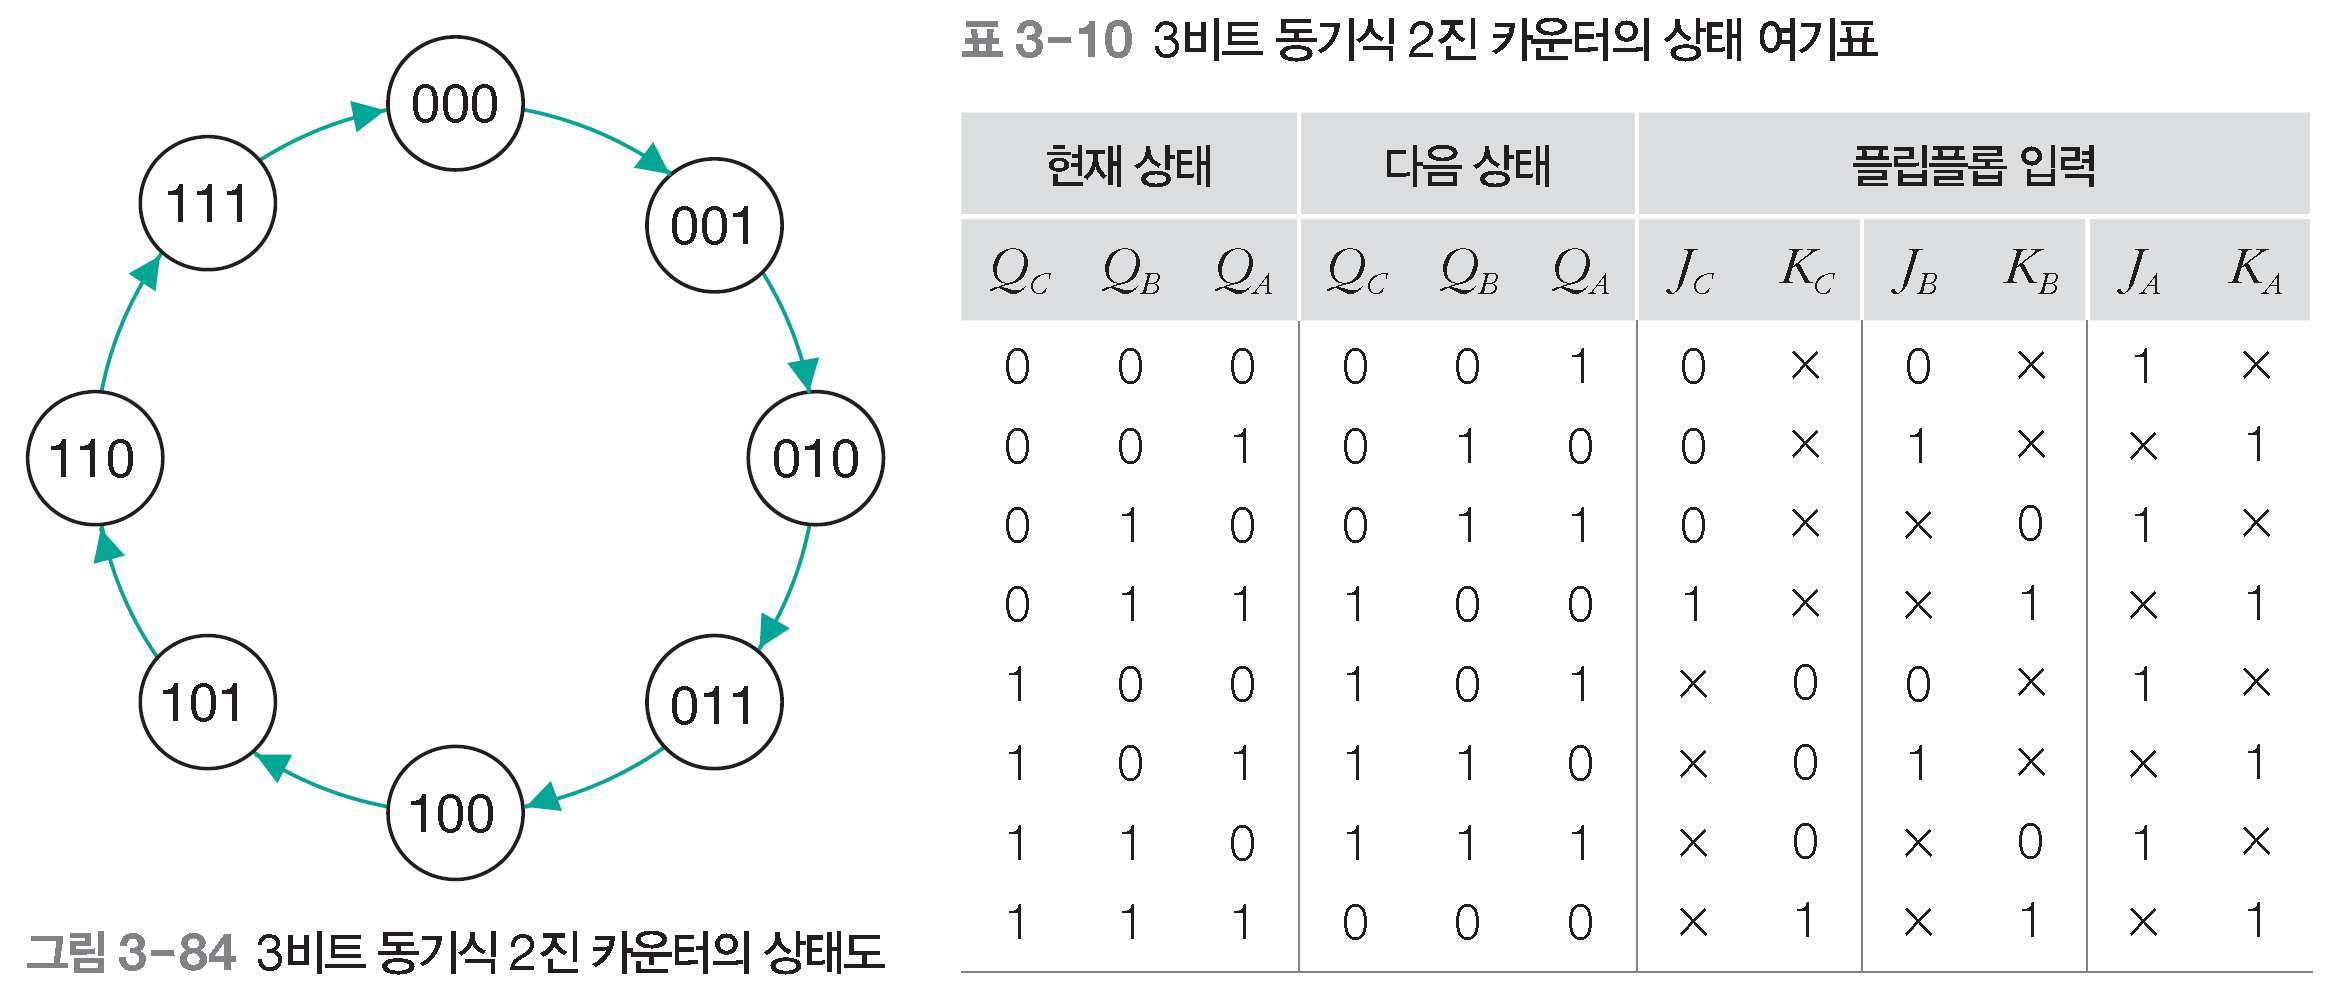 000
001
010
011
100
101
110
111
그림 3-84 3비트 동기식 2진 카운터의 상태도
표 3-10 3비트 동기식 2진 카운터의 상태 여기표
현재 상태 다음 상태 플립플롭 입력
Q_C Q_B Q_A Q_C Q_B Q_A J_C K_C J_B K_B J_A K_A
0 0 0 0 0 1 0 × 0 × 1 ×
0 0 1 0 1 0 0 × 1 × × 1
0 1 0 0 1 1 0 × × 0 1 ×
0 1 1 1 0 0 1 × × 1 × 1
1 0 0 1 0 1 × 0 0 × 1 ×
1 0 1 1 1 0 × 0 1 × × 1
1 1 0 1 1 1 × 0 × 0 1 ×
1 1 1 0 0 0 × 1 × 1 × 1